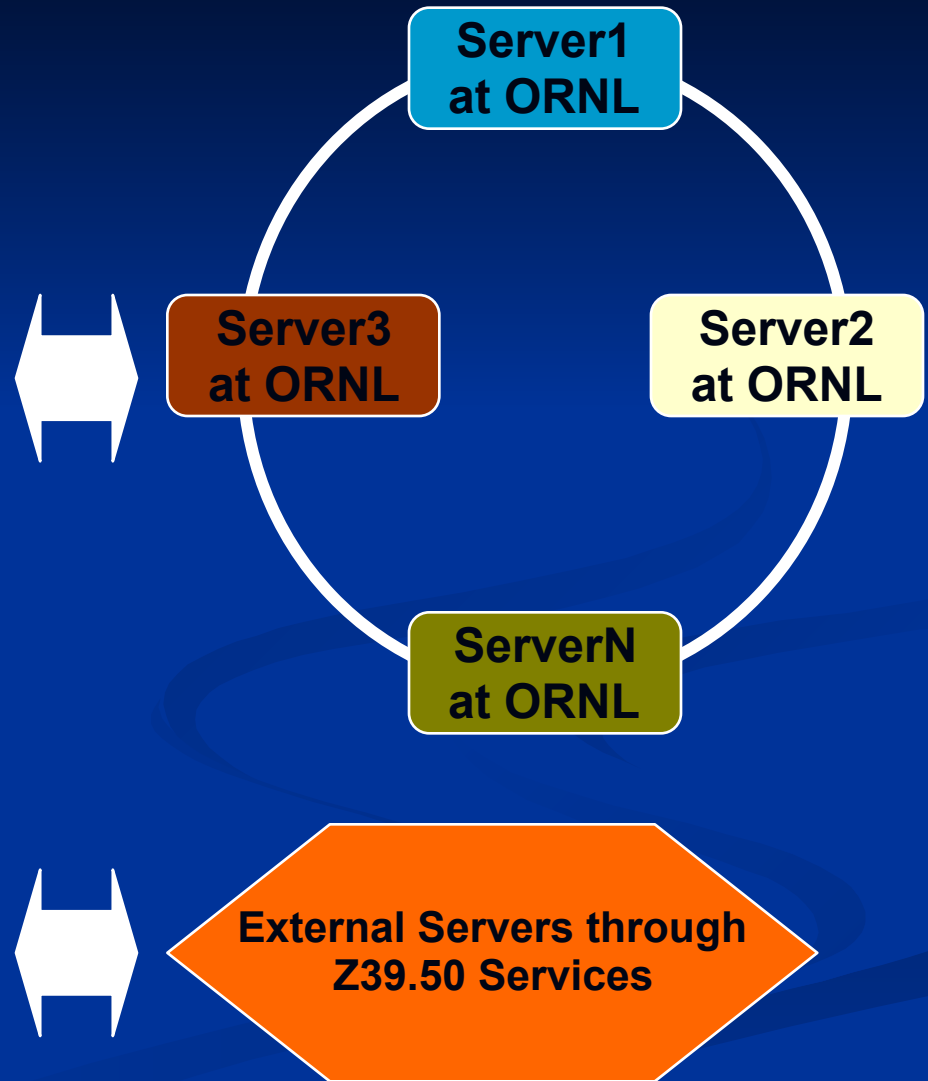 Server1
at ORNL
Server3
at ORNL
Server2
at ORNL
ServerN
at ORNL
External Servers through
Z39.50 Services